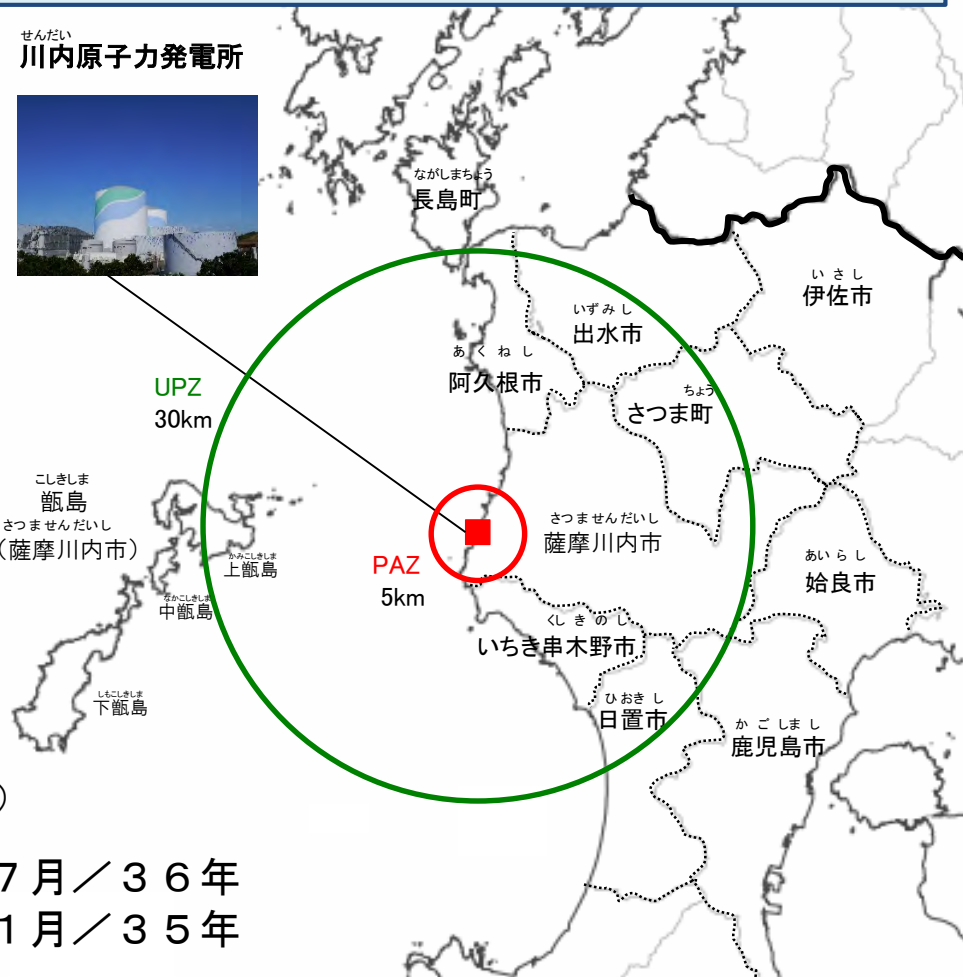 せんだい
川内原子力発電所
ながしまちょう
長島町
いさし
伊佐市
いずみし
出水市
あくねし
阿久根市
ちょう
さつま町
UPZ
30km
こしきしま
甑島
さつませんだいし
（薩摩川内市）
かみこしきしま
上甑島
なかこしきしま
中甑島
しもこしきしま
下甑島
PAZ
5km
さつませんだいし
薩摩川内市
あいらし
姶良市
くしきのし
いちき串木野市
ひおきし
日置市
かごしまし
鹿児島市
）
７月／３６年
１月／３５年